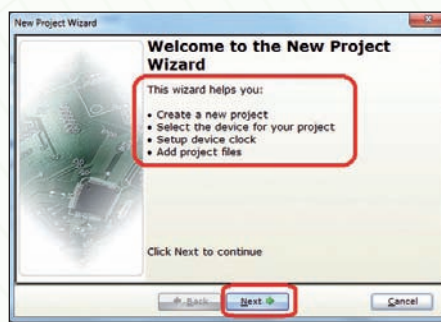 New Project Wizard
Welcome to the New Project
Wizard
This wizard helps you:
• Create a new project
• Select the device for your project
• Setup device clock
• Add project files
Click Next to continue
Back
Next
Cancel